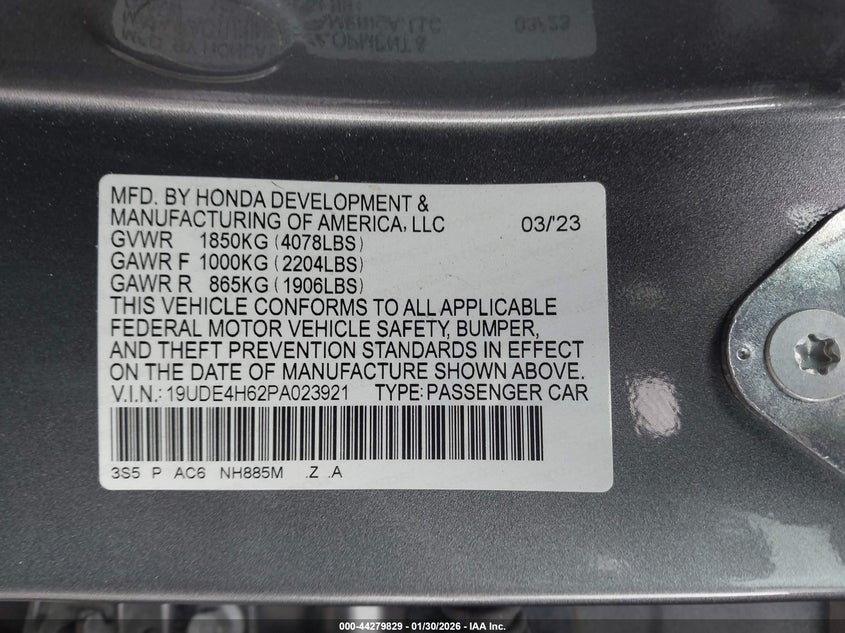 03/'23
MFD. BY HONDA DEVELOPMENT &
MANUFACTURING OF AMERICA, LLC 03/'23
GVWR 1850KG (4078LBS)
GAWR F 1000KG (2204LBS)
GAWR R 865KG (1906LBS)
THIS VEHICLE CONFORMS TO ALL APPLICABLE
FEDERAL MOTOR VEHICLE SAFETY, BUMPER,
AND THEFT PREVENTION STANDARDS IN EFFECT
ON THE DATE OF MANUFACTURE SHOWN ABOVE.
V.I.N.: 19UDE4H62PA023921 TYPE: PASSENGER CAR
3S5 P AC6 NH885M .Z .A
000-44279829 - 01/30/2026 - IAA Inc.